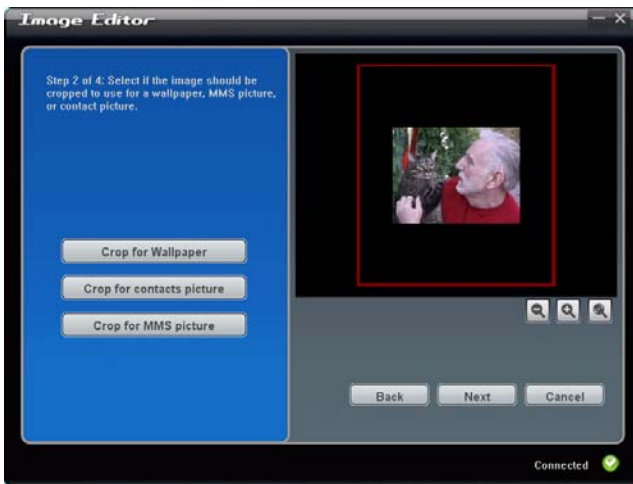 Image Editor
Step 2 of 4: Select if the image should be
cropped to use for a wallpaper, MMS picture,
or contact picture.
Crop for Wallpaper
Crop for contacts picture
Crop for MMS picture
Back Next Cancel
Connected